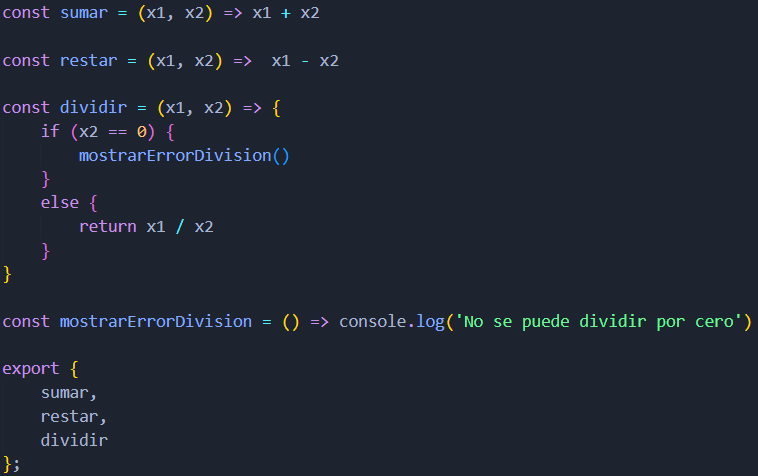 const sumar = (x1, x2) => x1 + x2
const restar = (x1, x2) =>  x1 - x2
const dividir = (x1, x2) => {
    if (x2 == 0) {
        mostrarErrorDivision()
    }
    else {
        return x1 / x2
    }
}
const mostrarErrorDivision = () => console.log('No se puede dividir por cero')
export {
    sumar,
    restar,
    dividir
};